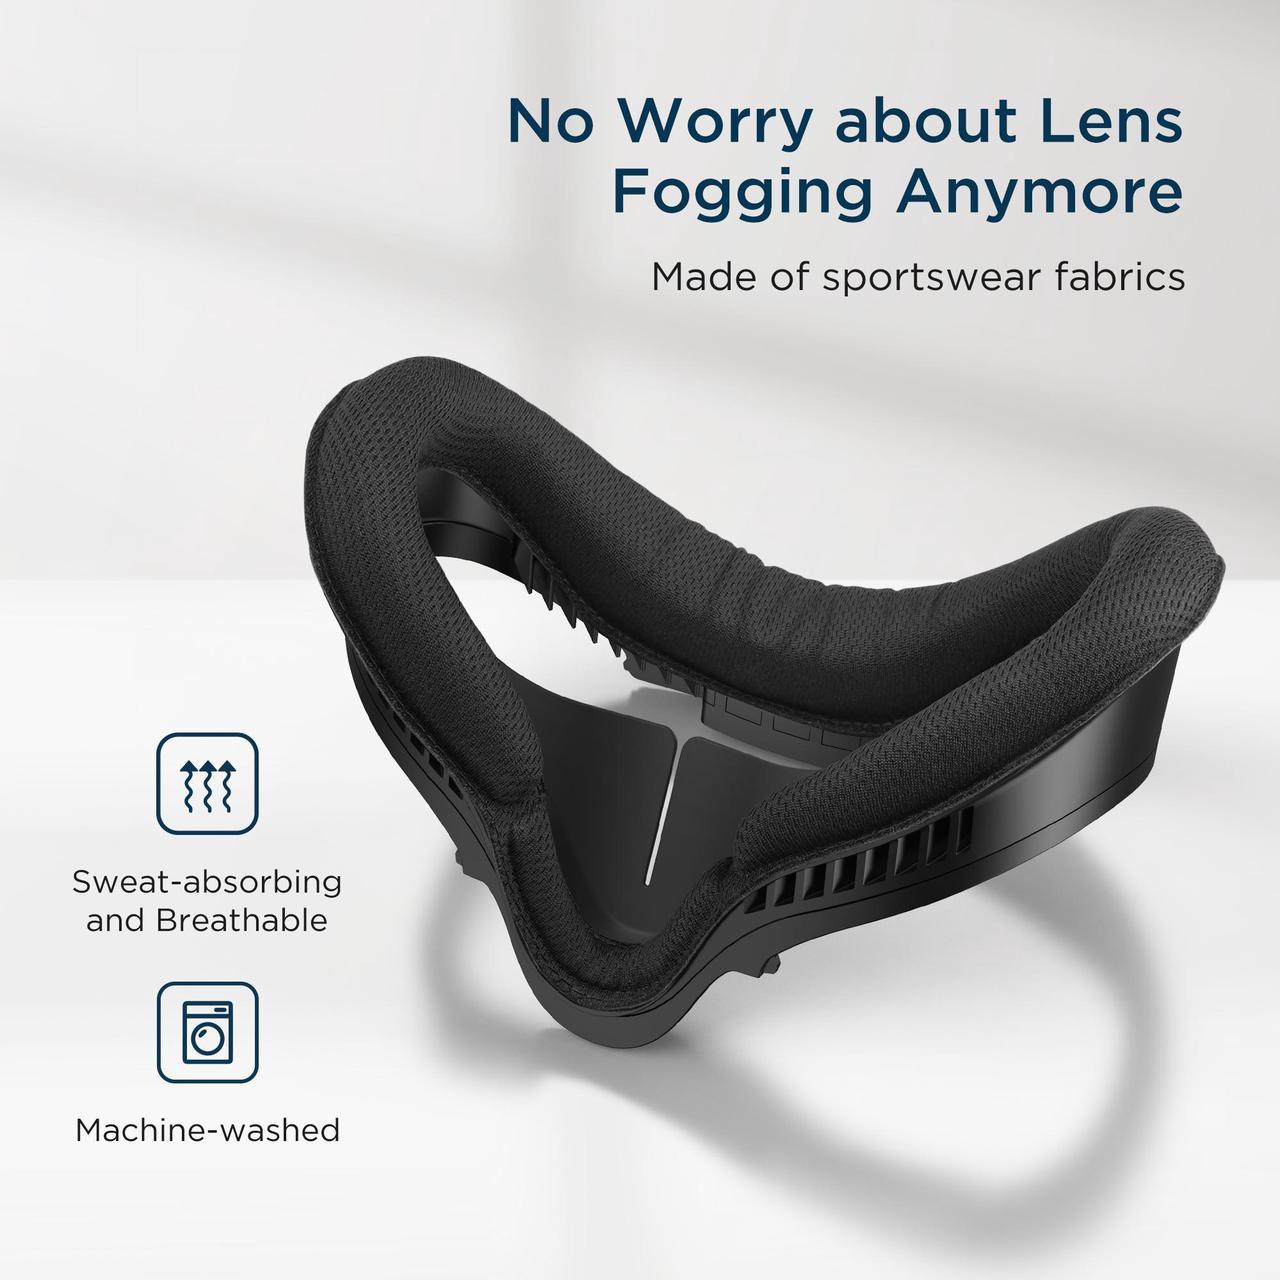 No Worry about Lens
Fogging Anymore
Made of sportswear fabrics
Sweat-absorbing
and Breathable
Machine-washed